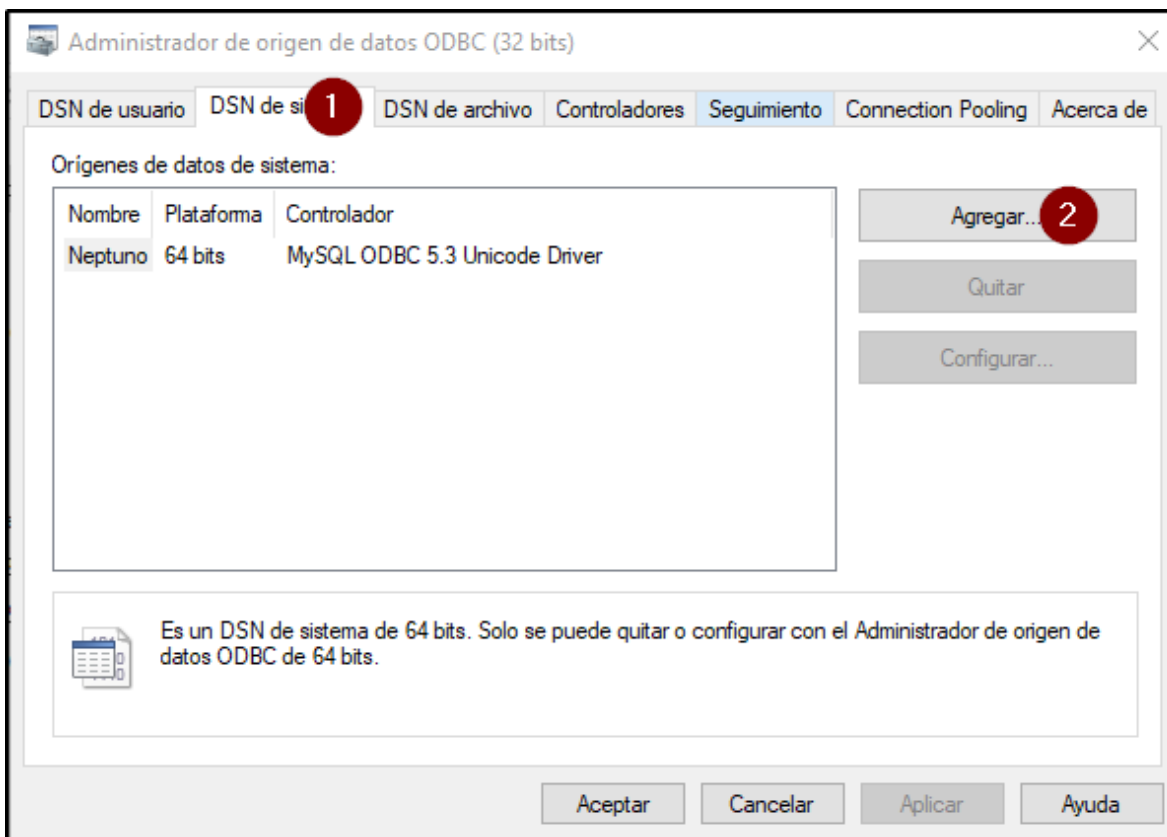 Administrador de origen de datos ODBC (32 bits)
DSN de usuario DSN de si 1 DSN de archivo Controladores Seguimiento Connection Pooling Acerca de
Orígenes de datos de sistema:
Nombre Plataforma Controlador
Neptuno 64 bits MySQL ODBC 5.3 Unicode Driver
Agregar... 2
Quitar
Configurar...
Es un DSN de sistema de 64 bits. Solo se puede quitar o configurar con el Administrador de origen de
datos ODBC de 64 bits.
Aceptar Cancelar Aplicar Ayuda